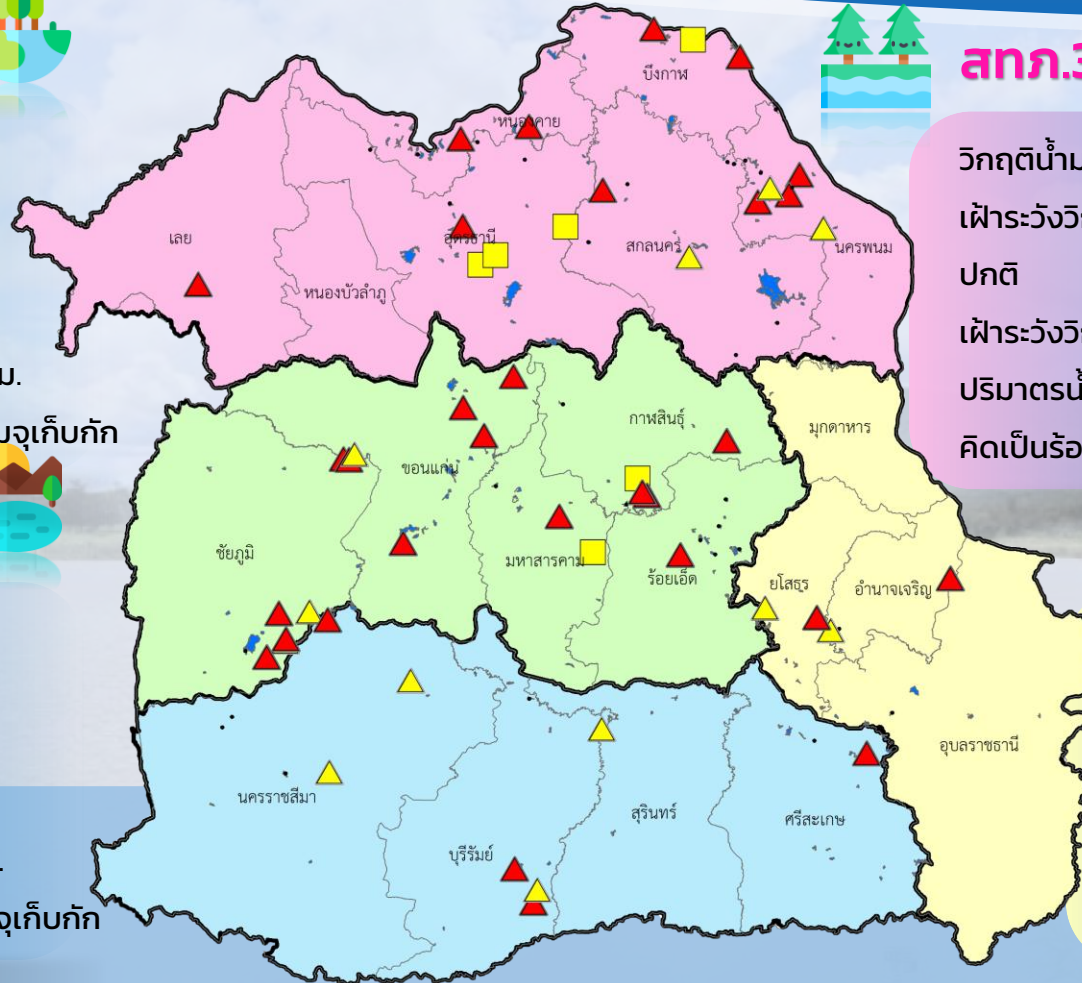 สทภ.3
วิกฤติน้ำม
เฝ้าระวังวิก
ปกติ
เฝ้าระวังวิก
ปริมาตรน้
คิดเป็นร้อ
ม.
มจุเก็บกัก
.
จุเก็บกัก
บึงกาฬ
หนองคาย
เลย
อุดรธานี
สกลนคร
นครพนม
หนองบัวลำภู
กาฬสินธุ์
มุกดาหาร
ขอนแก่น
ชัยภูมิ
มหาสารคาม
ร้อยเอ็ด
ยโสธร
อำนาจเจริญ
อุบลราชธานี
นครราชสีมา
สุรินทร์
ศรีสะเกษ
บุรีรัมย์